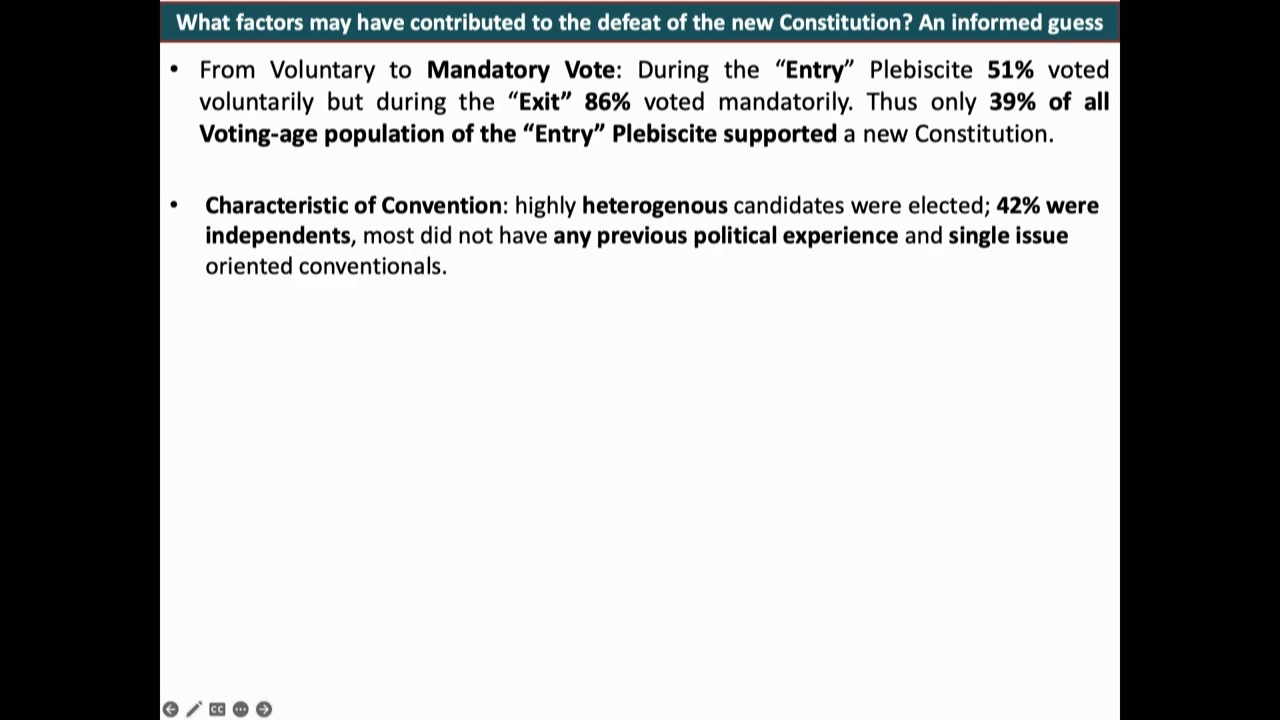 What factors may have contributed to the defeat of the new Constitution? An informed guess
• From Voluntary to Mandatory Vote: During the “Entry” Plebiscite 51% voted
voluntarily but during the “Exit” 86% voted mandatorily. Thus only 39% of all
Voting-age population of the “Entry” Plebiscite supported a new Constitution.
• Characteristic of Convention: highly heterogenous candidates were elected; 42% were
independents, most did not have any previous political experience and single issue
oriented conventionals.
CC